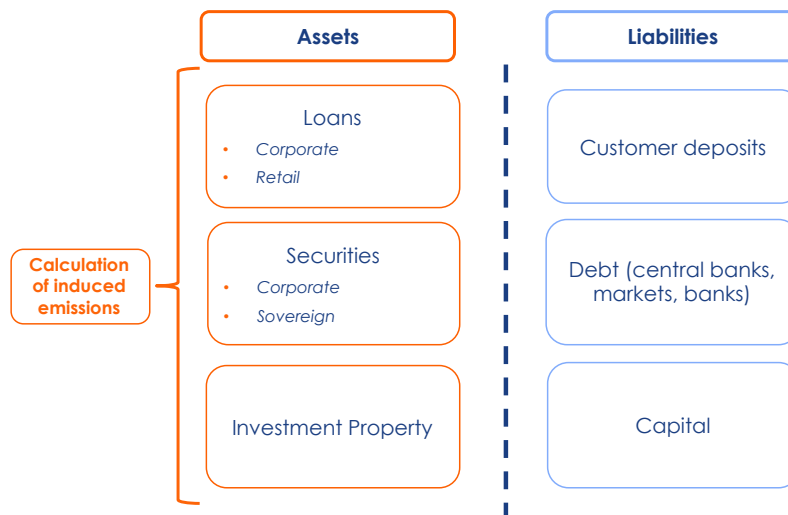 Assets
Liabilities
Loans
• Corporate
• Retail
Customer deposits
Calculation
of induced
emissions
Securities
• Corporate
• Sovereign
Debt (central banks,
markets, banks)
Investment Property
Capital